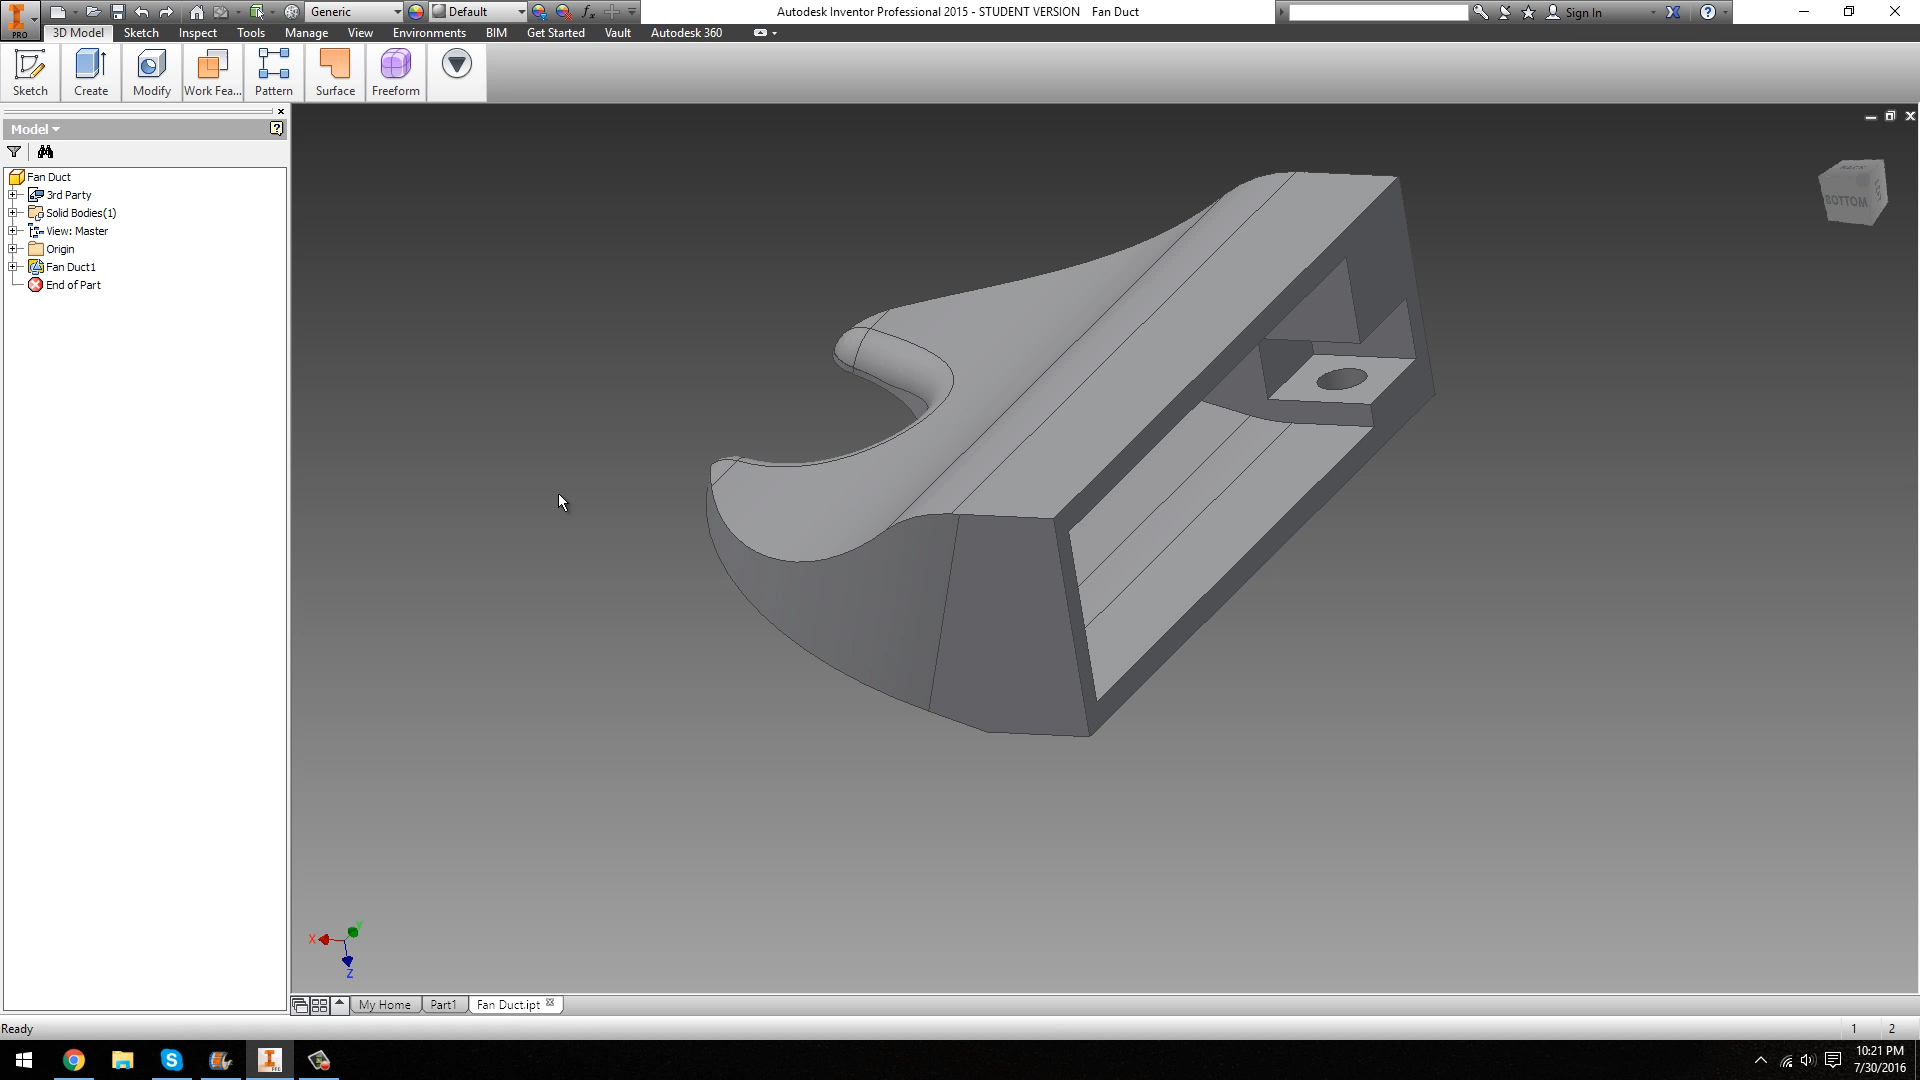 PRO
Generic
Default
fx
Autodesk Inventor Professional 2015 - STUDENT VERSION Fan Duct
Sign In
3D Model Sketch Inspect Tools Manage View Environments BIM Get Started Vault Autodesk 360
Sketch Create Modify Work Fea... Pattern Surface Freeform
Model
Fan Duct
3rd Party
Solid Bodies(1)
View: Master
Origin
Fan Duct1
End of Part
BOTTOM
X
Y
Z
My Home Part1 Fan Duct.ipt
Ready
1 2
10:21 PM
7/30/2016